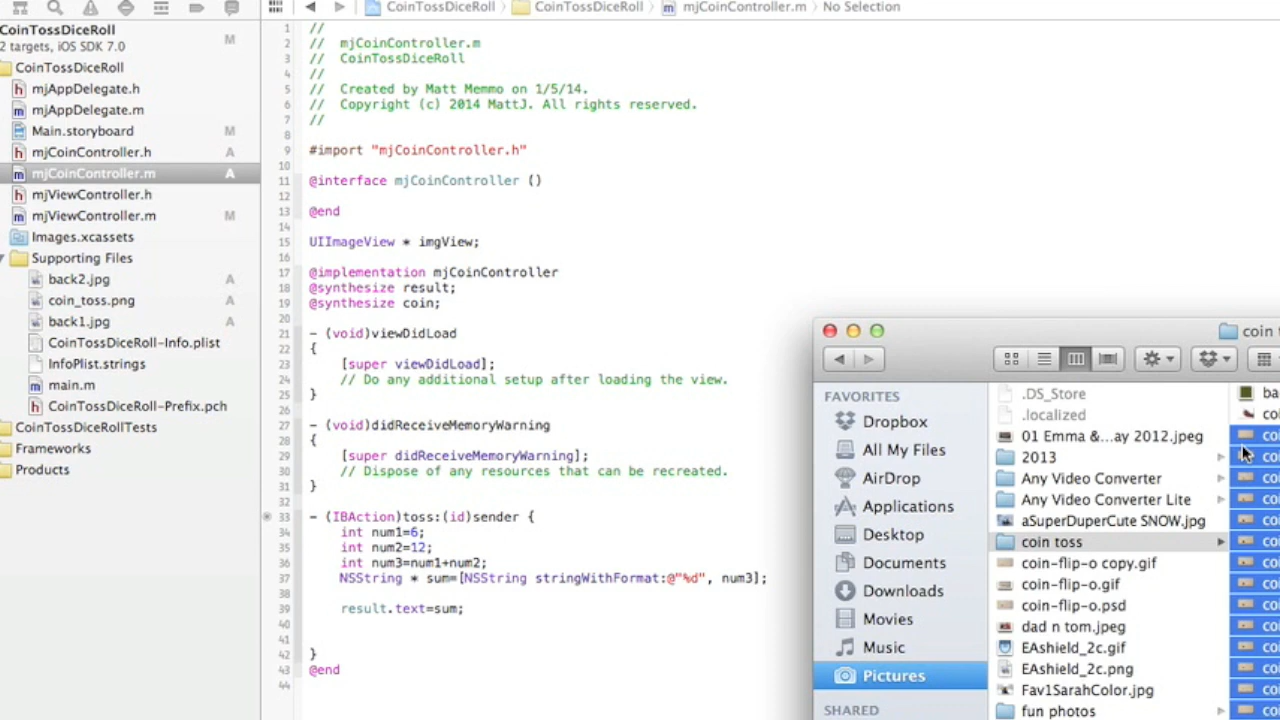 CoinTossDiceRoll
2 targets, iOS SDK 7.0
M
CoinTossDiceRoll
mjAppDelegate.h
mjAppDelegate.m
Main.storyboard M
mjCoinController.h A
mjCoinController.m A
mjViewController.h
mjViewController.m M
Images.xcassets
Supporting Files
back2.jpg A
coin_toss.png A
back1.jpg A
CoinTossDiceRoll-Info.plist
InfoPlist.strings
main.m
CoinTossDiceRoll-Prefix.pch
CoinTossDiceRollTests
Frameworks
Products
CoinTossDiceRoll CoinTossDiceRoll mjCoinController.m No Selection
1 //
2 // mjCoinController.m
3 // CoinTossDiceRoll
4 //
5 // Created by Matt Memmo on 1/5/14.
6 // Copyright (c) 2014 MattJ. All rights reserved.
7 //
8
9 #import "mjCoinController.h"
10
11 @interface mjCoinController ()
12
13 @end
14
15 UIImageView * imgView;
16
17 @implementation mjCoinController
18 @synthesize result;
19 @synthesize coin;
20
21 - (void)viewDidLoad
22 {
23 [super viewDidLoad];
24 // Do any additional setup after loading the view.
25 }
26
27 - (void)didReceiveMemoryWarning
28 {
29 [super didReceiveMemoryWarning];
30 // Dispose of any resources that can be recreated.
31 }
32
33 - (IBAction)toss:(id)sender {
34 int num1=6;
35 int num2=12;
36 int num3=num1+num2;
37 NSString * sum=[NSString stringWithFormat:@"%d", num3];
38
39 result.text=sum;
40
41
42 }
43 @end
44
coin
FAVORITES
Dropbox
All My Files
AirDrop
Applications
Desktop
Documents
Downloads
Movies
Music
Pictures
SHARED
.DS_Store
.localized
01 Emma &...ay 2012.jpeg
2013
Any Video Converter
Any Video Converter Lite
aSuperDuperCute SNOW.jpg
coin toss
coin-flip-o copy.gif
coin-flip-o.gif
coin-flip-o.psd
dad n tom.jpeg
EAshield_2c.gif
EAshield_2c.png
Fav1SarahColor.jpg
fun photos